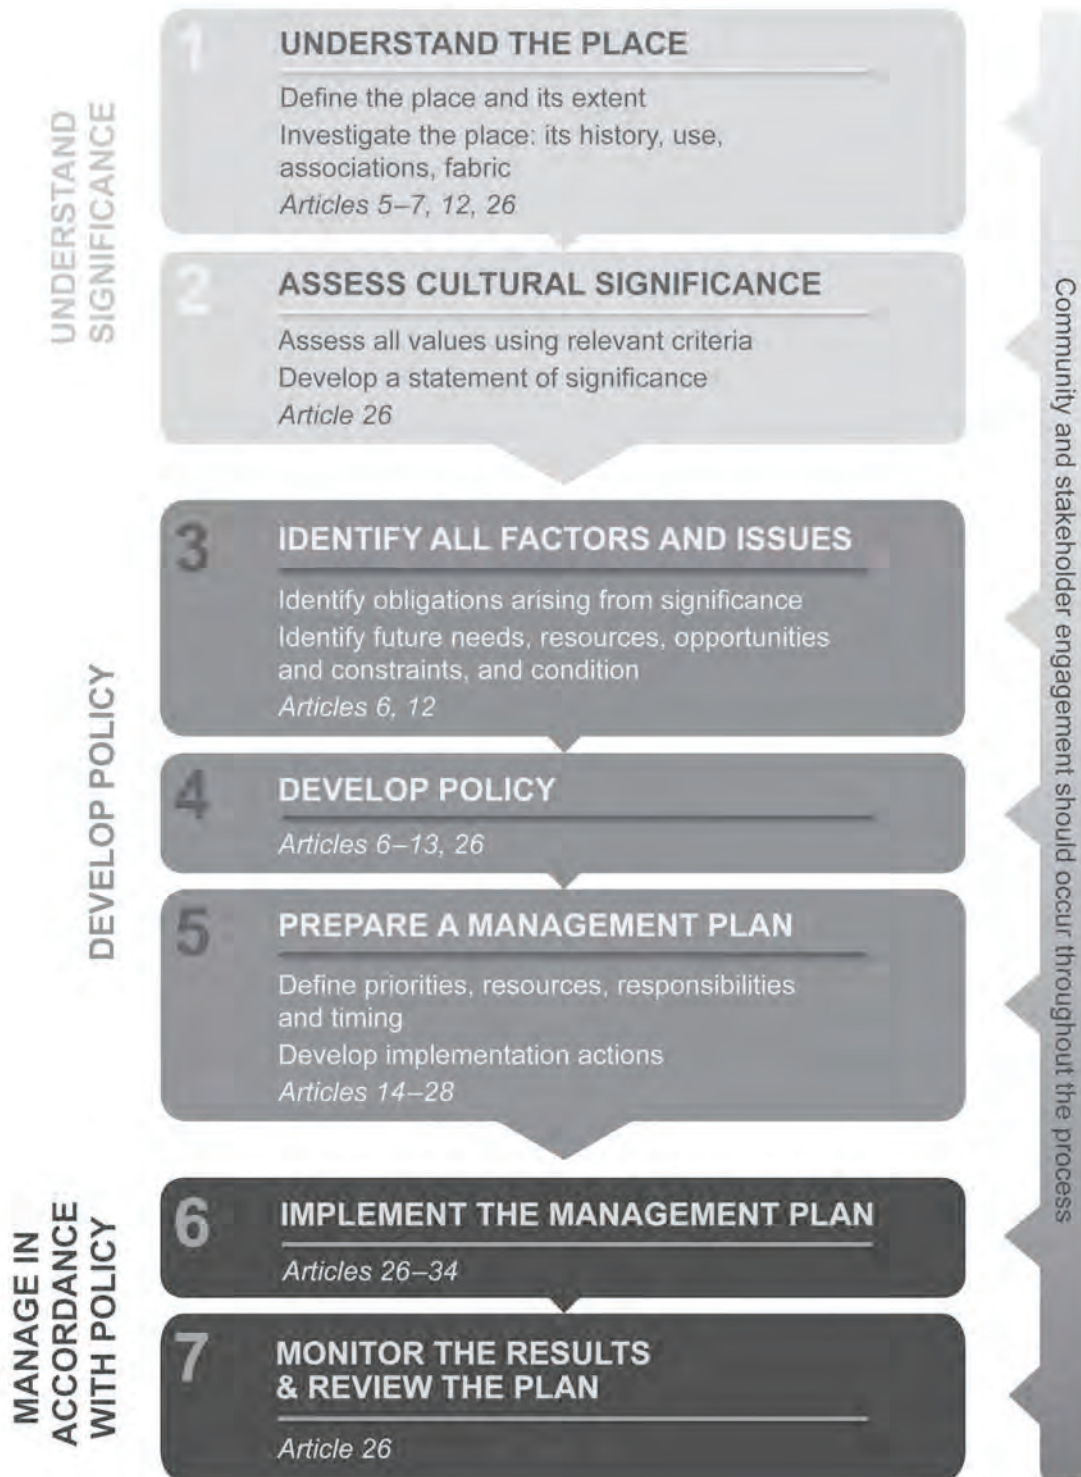 UNDERSTAND
SIGNIFICANCE
1
UNDERSTAND THE PLACE
Define the place and its extent
Investigate the place: its history, use,
associations, fabric
Articles 5–7, 12, 26
2
ASSESS CULTURAL SIGNIFICANCE
Assess all values using relevant criteria
Develop a statement of significance
Article 26
DEVELOP POLICY
3
IDENTIFY ALL FACTORS AND ISSUES
Identify obligations arising from significance
Identify future needs, resources, opportunities
and constraints, and condition
Articles 6, 12
4
DEVELOP POLICY
Articles 6–13, 26
5
PREPARE A MANAGEMENT PLAN
Define priorities, resources, responsibilities
and timing
Develop implementation actions
Articles 14–28
MANAGE IN
ACCORDANCE
WITH POLICY
6
IMPLEMENT THE MANAGEMENT PLAN
Articles 26–34
7
MONITOR THE RESULTS
& REVIEW THE PLAN
Article 26
Community and stakeholder engagement should occur throughout the process